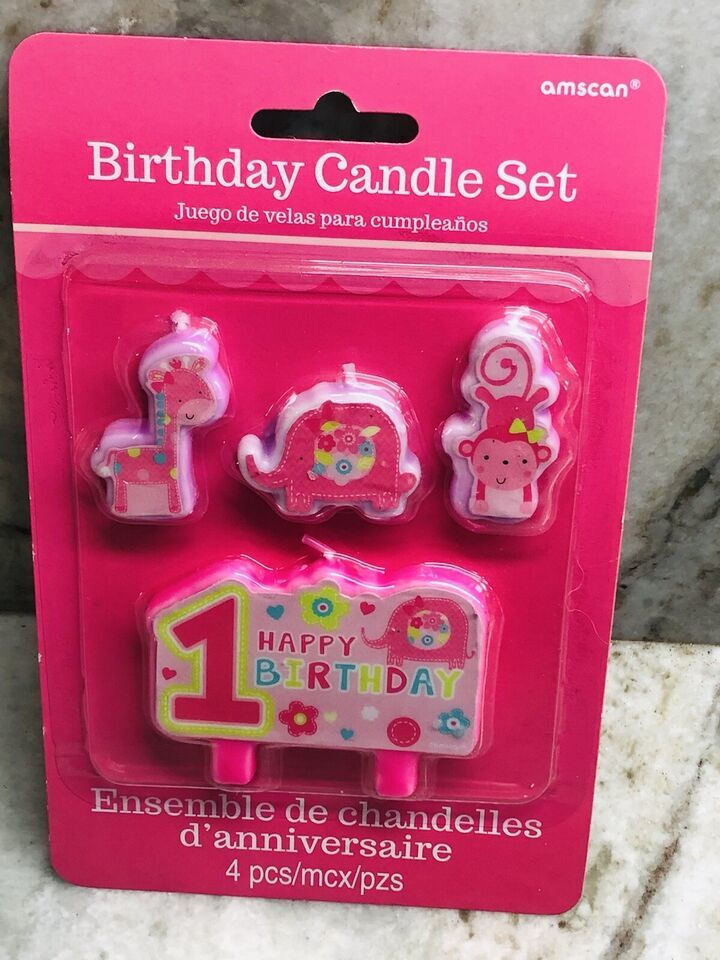 amscan®
Birthday Candle Set
Juego de velas para cumpleaños
1
HAPPY
BIRTHDAY
Ensemble de chandelles
d'anniversaire
4 pcs/mcx/pzs